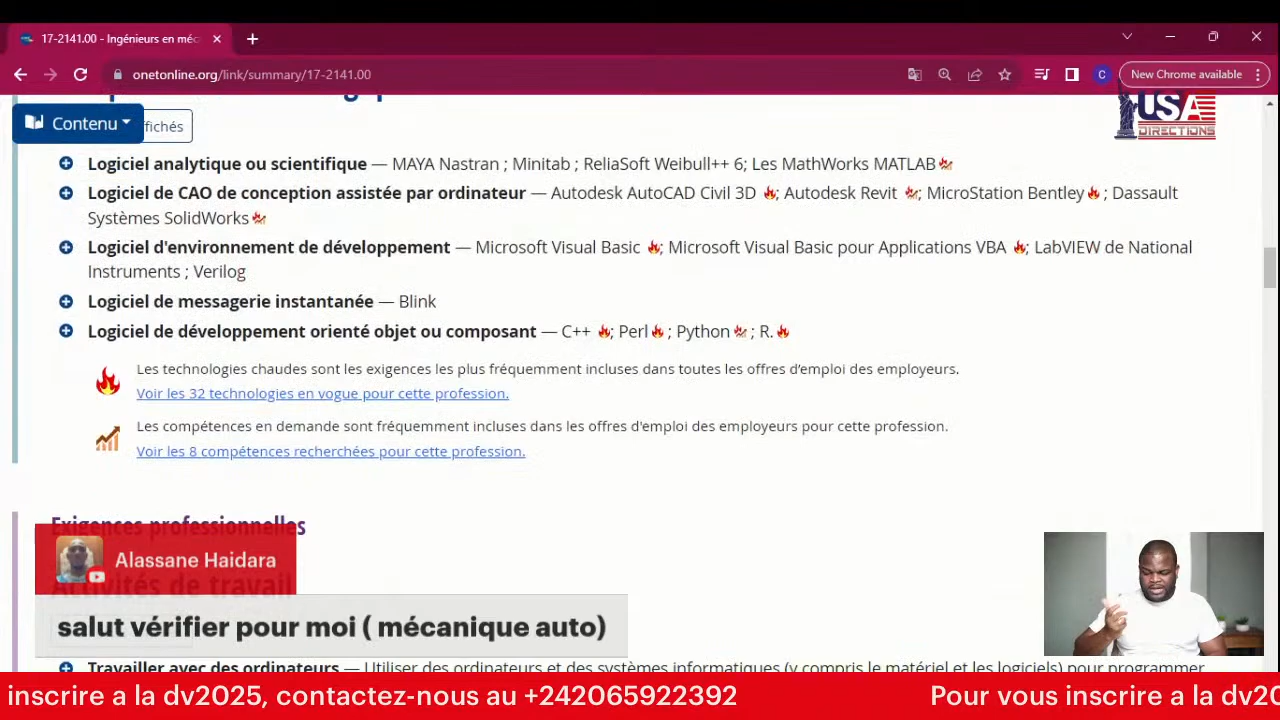 17-2141.00 - Ingénieurs en méc
onetonline.org/link/summary/17-2141.00
New Chrome available
USA
DIRECTIONS
Contenu
fichés
Logiciel analytique ou scientifique — MAYA Nastran ; Minitab ; ReliaSoft Weibull++ 6; Les MathWorks MATLAB
Logiciel de CAO de conception assistée par ordinateur — Autodesk AutoCAD Civil 3D ; Autodesk Revit ; MicroStation Bentley ; Dassault
Systèmes SolidWorks
Logiciel d'environnement de développement — Microsoft Visual Basic ; Microsoft Visual Basic pour Applications VBA ; LabVIEW de National
Instruments ; Verilog
Logiciel de messagerie instantanée — Blink
Logiciel de développement orienté objet ou composant — C++ ; Perl ; Python ; R.
Les technologies chaudes sont les exigences les plus fréquemment incluses dans toutes les offres d’emploi des employeurs.
Voir les 32 technologies en vogue pour cette profession.
Les compétences en demande sont fréquemment incluses dans les offres d'emploi des employeurs pour cette profession.
Voir les 8 compétences recherchées pour cette profession.
Exigences professionnelles
Alassane Haidara
Activités de travail
salut vérifier pour moi ( mécanique auto)
Travailler avec des ordinateurs — Utiliser des ordinateurs et des systèmes informatiques (y compris le matériel et les logiciels) pour programmer
inscrire a la dv2025, contactez-nous au +242065922392 Pour vous inscrire a la dv20